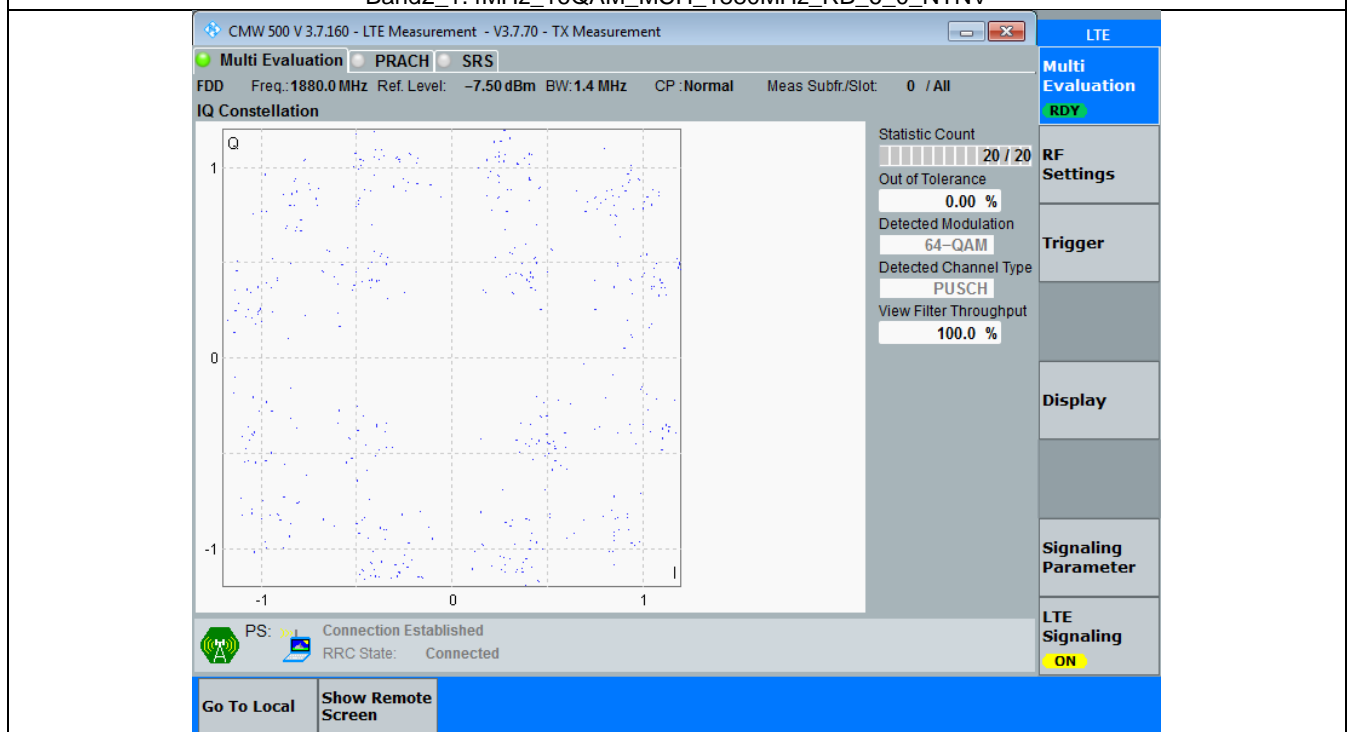 CMW 500 V 3.7.160 - LTE Measurement - V3.7.70 - TX Measurement
LTE
Multi Evaluation PRACH SRS
FDD Freq.:1880.0 MHz Ref. Level: −7.50 dBm BW:1.4 MHz CP :Normal Meas Subfr./Slot: 0 / All
IQ Constellation
Q
1
0
-1
-1 0 1
I
Statistic Count
20 / 20
Out of Tolerance
0.00 %
Detected Modulation
64−QAM
Detected Channel Type
PUSCH
View Filter Throughput
100.0 %
Multi
Evaluation
RDY
RF
Settings
Trigger
Display
Signaling
Parameter
LTE
Signaling
ON
PS: Connection Established
RRC State: Connected
Go To Local
Show Remote
Screen